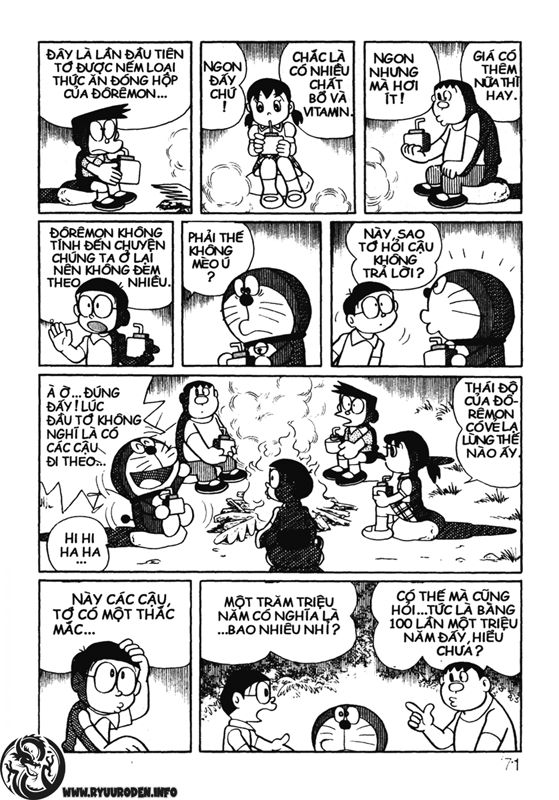 ĐÂY LÀ LẦN ĐẦU TIÊN
TỚ ĐƯỢC NẾM LOẠI
THỨC ĂN ĐÓNG HỘP
CỦA ĐÔRÊMON...
NGON
ĐẤY
CHỨ
!
CHẮC LÀ
CÓ NHIỀU
CHẤT
BỔ VÀ
VITAMIN.
NGON
NHƯNG
MÀ HƠI
ÍT !
GIÁ CÓ
THÊM
NỮA THÌ
HAY.
ĐÔRÊMON KHÔNG
TÍNH ĐẾN CHUYỆN
CHÚNG TA Ở LẠI
NÊN KHÔNG ĐEM
THEO NHIỀU.
PHẢI THẾ
KHÔNG
MÈO Ú
?
NÀY, SAO
TỚ HỎI CẬU
KHÔNG
TRẢ LỜI ?
À Ờ... ĐÚNG
ĐẤY ! LÚC
ĐẦU TỚ KHÔNG
NGHĨ LÀ CÓ
CÁC CẬU
ĐI THEO...
HI HI
HA HA
...
THÁI ĐỘ
CỦA ĐÔ-
RÊMON
CÓ VẺ LẠ
LÙNG THẾ
NÀO ẤY.
NÀY CÁC CẬU,
TỚ CÓ MỘT THẮC
MẮC...
MỘT TRĂM TRIỆU
NĂM CÓ NGHĨA LÀ
...BAO NHIÊU NHỈ ?
CÓ THẾ MÀ CŨNG
HỎI... TỨC LÀ BẰNG
100 LẦN MỘT TRIỆU
NĂM ĐẤY, HIỂU
CHƯA ?
71
WWW.RYUURODEN.INFO